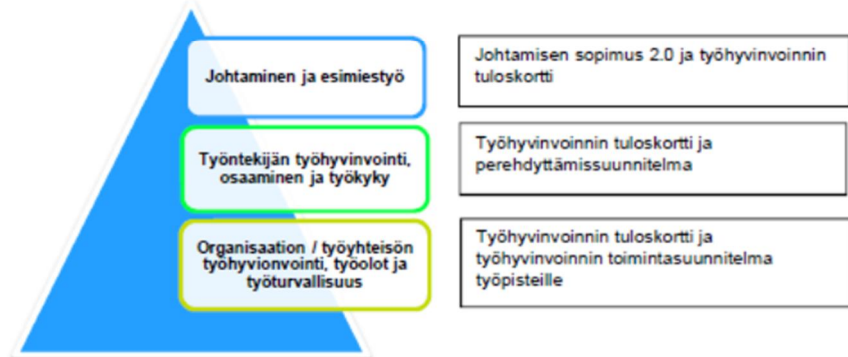 Johtaminen ja esimiestyö
Johtamisen sopimus 2.0 ja työhyvinvoinnin
tuloskortti
Työntekijän työhyvinvointi,
osaaminen ja työkyky
Työhyvinvoinnin tuloskortti ja
perehdyttämissuunnitelma
Organisaation / työyhteisön
työhyvionvointi, työolot ja
työturvallisuus
Työhyvinvoinnin tuloskortti ja
työhyvinvoinnin toimintasuunnitelma
työpisteille